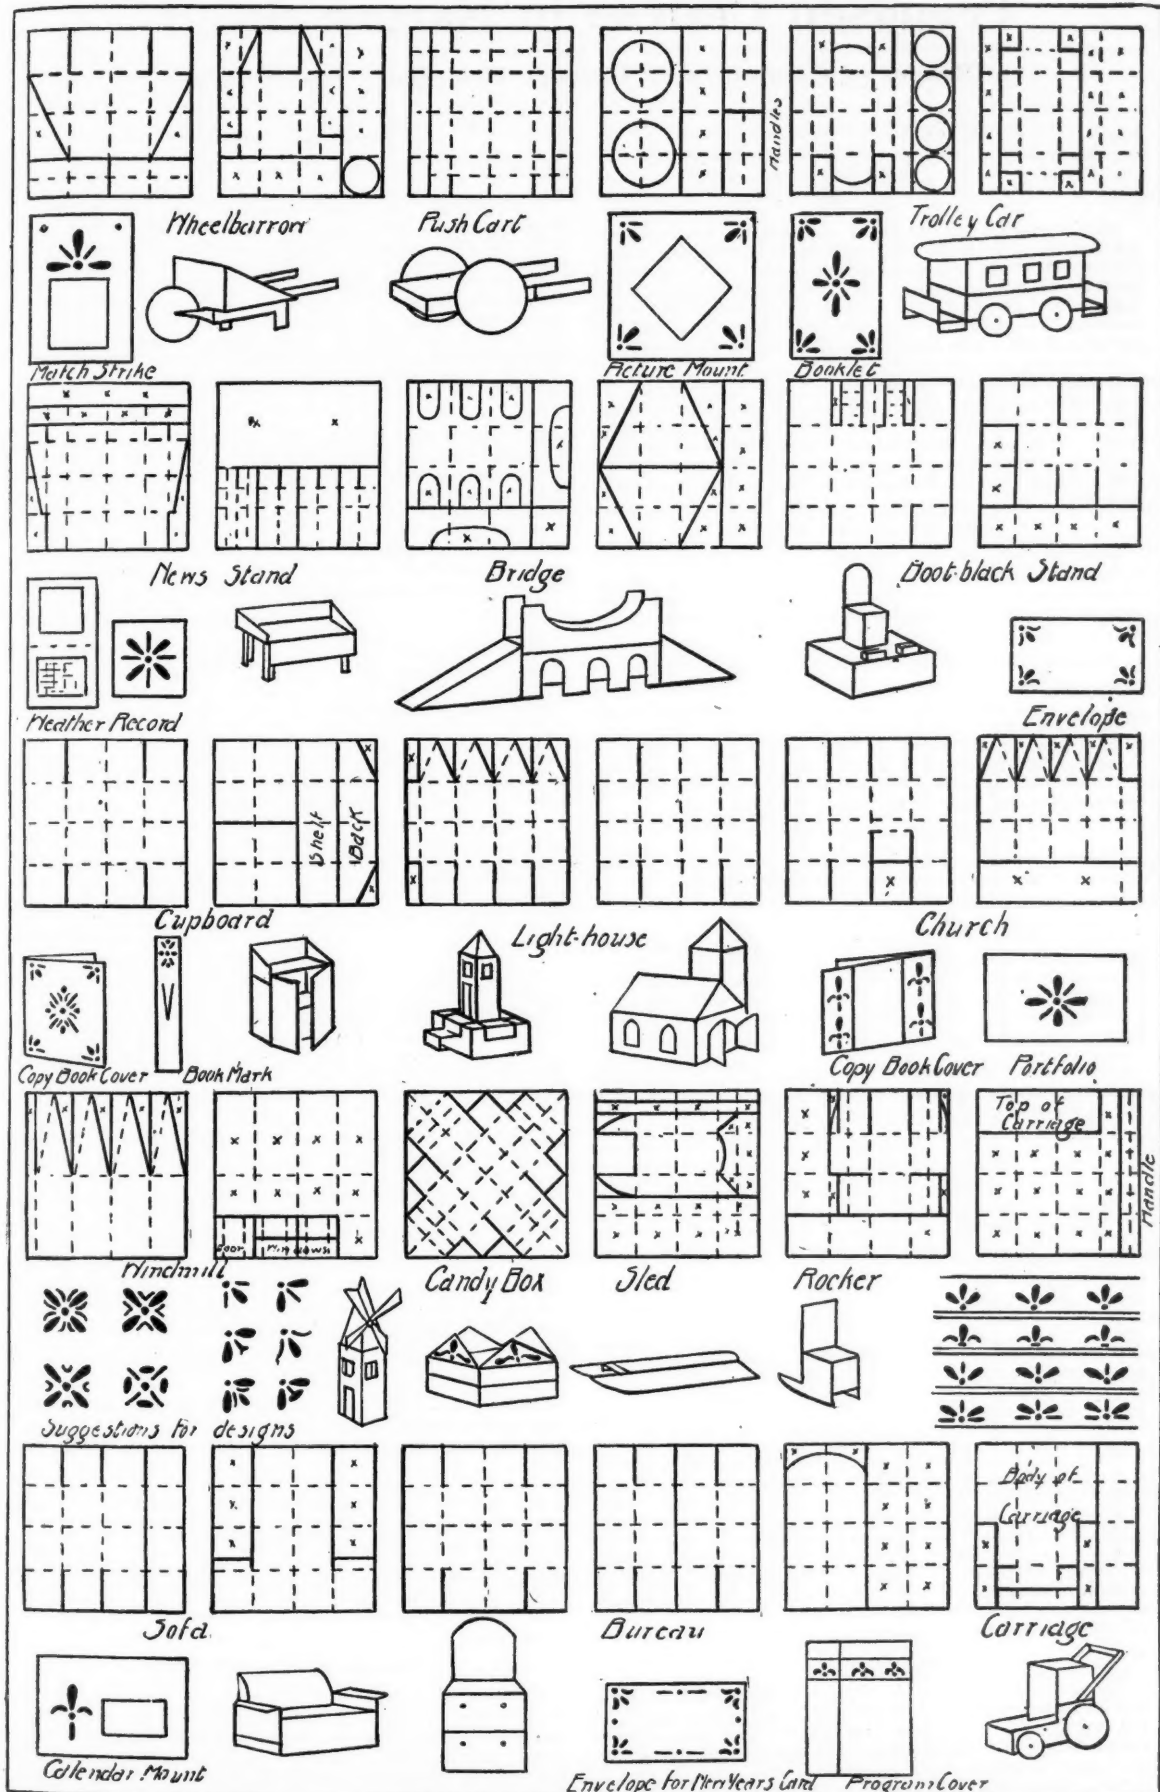 Handles
Wheelbarrow
Push Cart
Trolley Car
Match Strike
Picture Mount
Booklet
News Stand
Bridge
Boot-black Stand
Weather Record
Envelope
Shelf
Back
Cupboard
Light-house
Church
Copy Book Cover
Book Mark
Copy Book Cover
Portfolio
Door
Windows
Top of
Carriage
Handle
Windmill
Candy Box
Sled
Rocker
Suggestions for designs
Body of
Carriage
Sofa
Bureau
Carriage
Calendar Mount
Envelope for New Years Card
Program Cover